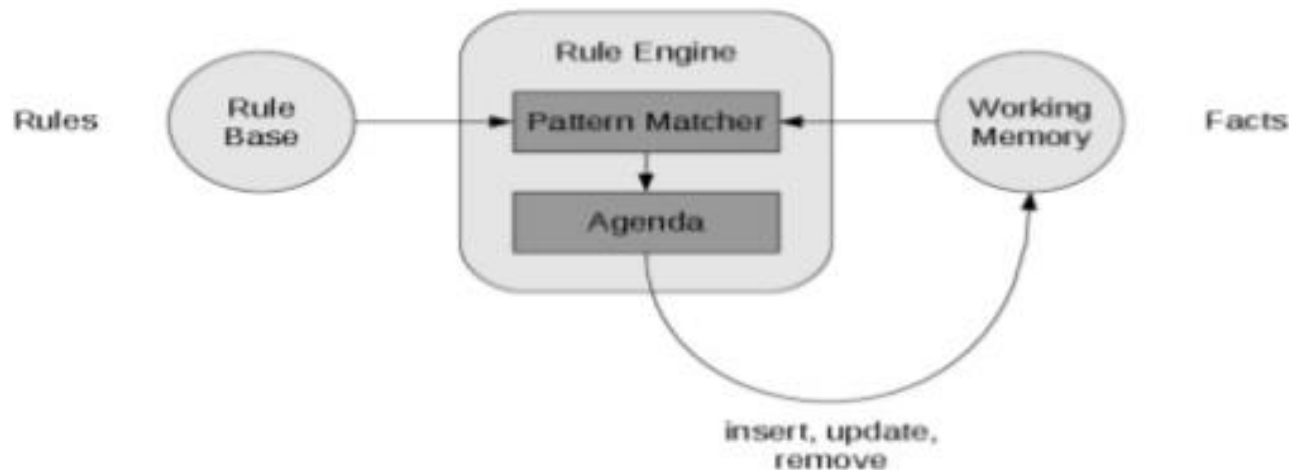 Rule Engine
Rules
Rule
Base
Pattern Matcher
Working
Memory
Facts
Agenda
insert, update,
remove